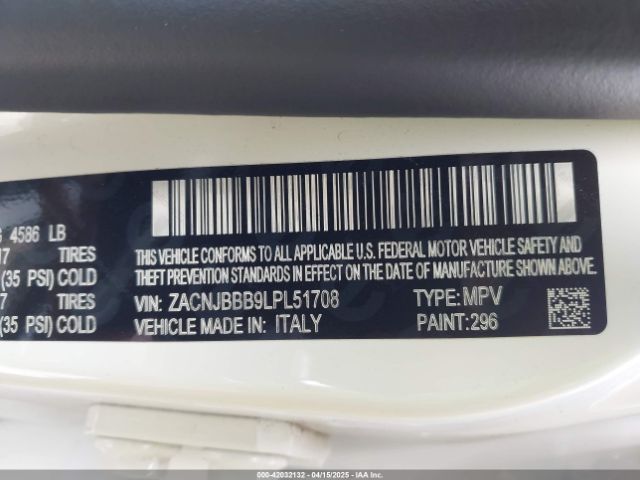 4586 LB
TIRES
(35 PSI) COLD
TIRES
(35 PSI) COLD
THIS VEHICLE CONFORMS TO ALL APPLICABLE U.S. FEDERAL MOTOR VEHICLE SAFETY AND
THEFT PREVENTION STANDARDS IN EFFECT ON THE DATE OF MANUFACTURE SHOWN ABOVE.
VIN: ZACNJBBB9LPL51708 TYPE: MPV
VEHICLE MADE IN: ITALY PAINT:296
000-42032132 - 04/15/2025 - IAA Inc.